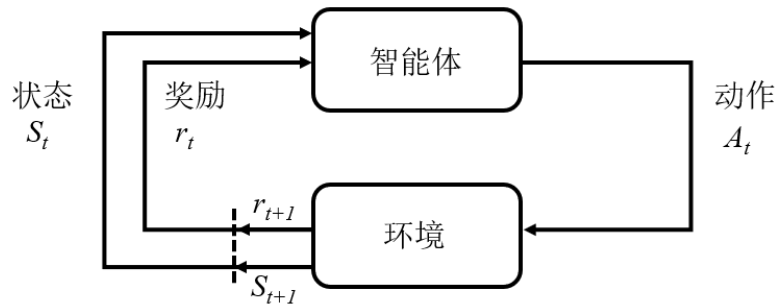 智能体
状态
S_t
奖励
r_t
动作
A_t
r_{t+1}
环境
S_{t+1}